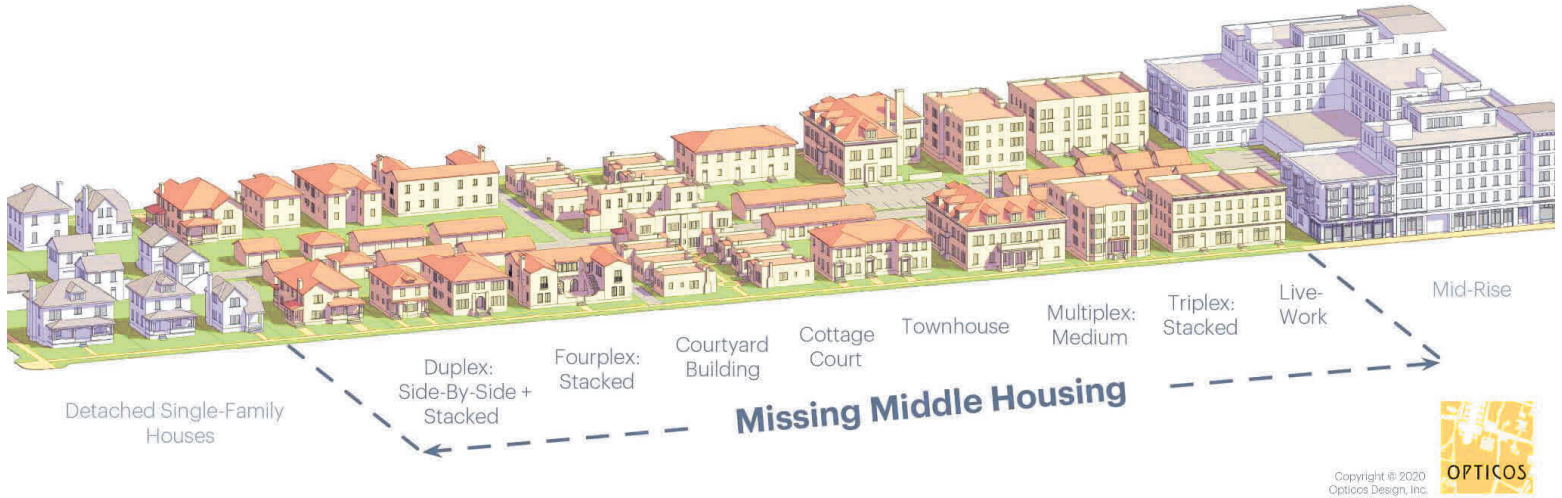 Detached Single-Family
Houses
Duplex:
Side-By-Side +
Stacked
Fourplex:
Stacked
Courtyard
Building
Cottage
Court
Townhouse
Multiplex:
Medium
Triplex:
Stacked
Live-
Work
Mid-Rise
Missing Middle Housing
Copyright © 2020
Opticos Design, Inc.
OPTICOS